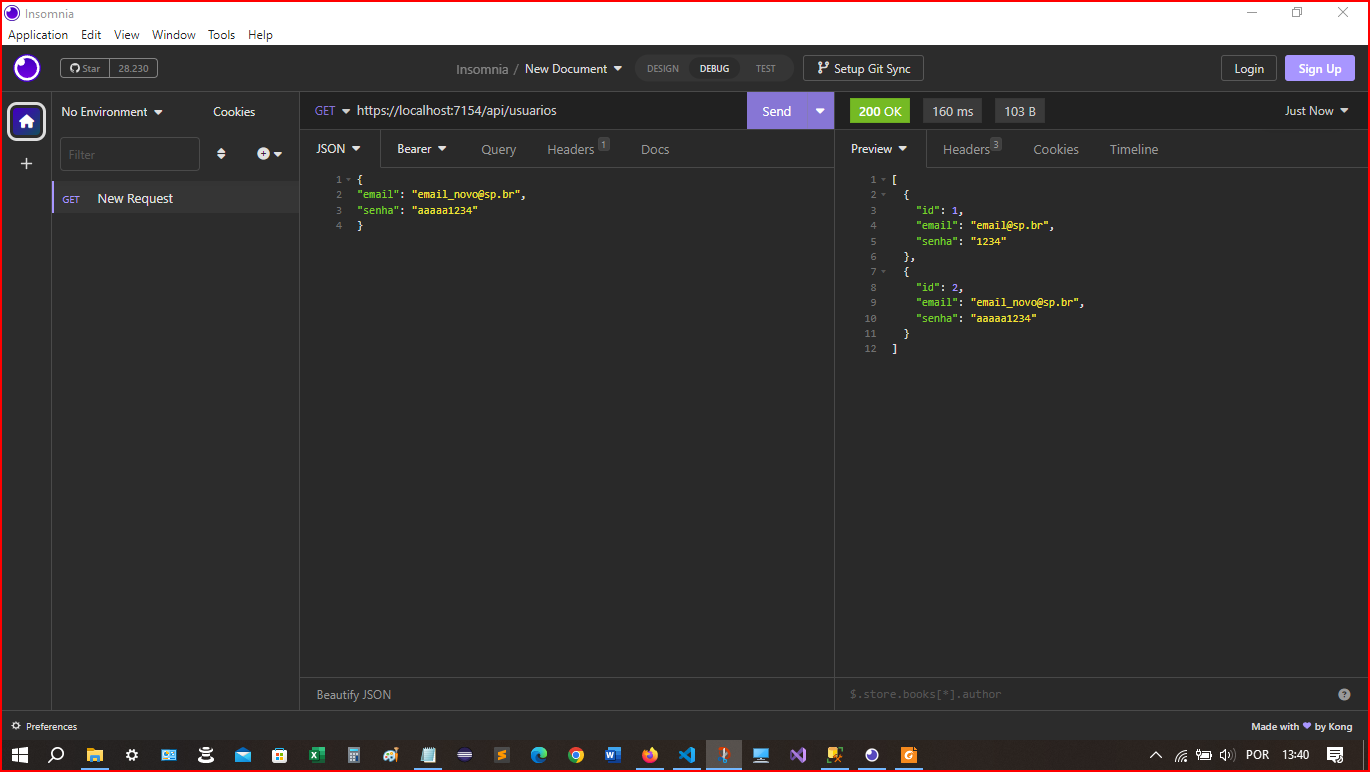 Insomnia
Application Edit View Window Tools Help
Star 28.230 Insomnia / New Document DESIGN DEBUG TEST Setup Git Sync Login Sign Up
No Environment Cookies
Filter
GET New Request
GET https://localhost:7154/api/usuarios Send
JSON Bearer Query Headers 1 Docs
1 {
2 "email": "email_novo@sp.br",
3 "senha": "aaaaa1234"
4 }
Beautify JSON
200 OK 160 ms 103 B Just Now
Preview Headers 3 Cookies Timeline
1 [
2 {
3 "id": 1,
4 "email": "email@sp.br",
5 "senha": "1234"
6 },
7 {
8 "id": 2,
9 "email": "email_novo@sp.br",
10 "senha": "aaaaa1234"
11 }
12 ]
$.store.books[*].author ?
Preferences Made with by Kong
POR 13:40